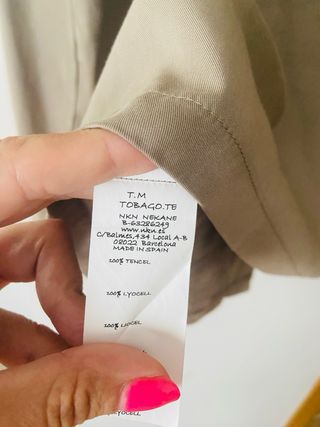 T.M
TOBAGO.TE
NKN NEKANE
B-63286249
www.nkn.es
C/Balmes,434 Local A-B
08022 Barcelona
MADE IN SPAIN
100% TENCEL
100% LYOCELL
100% LIOCEL
LYOCELL